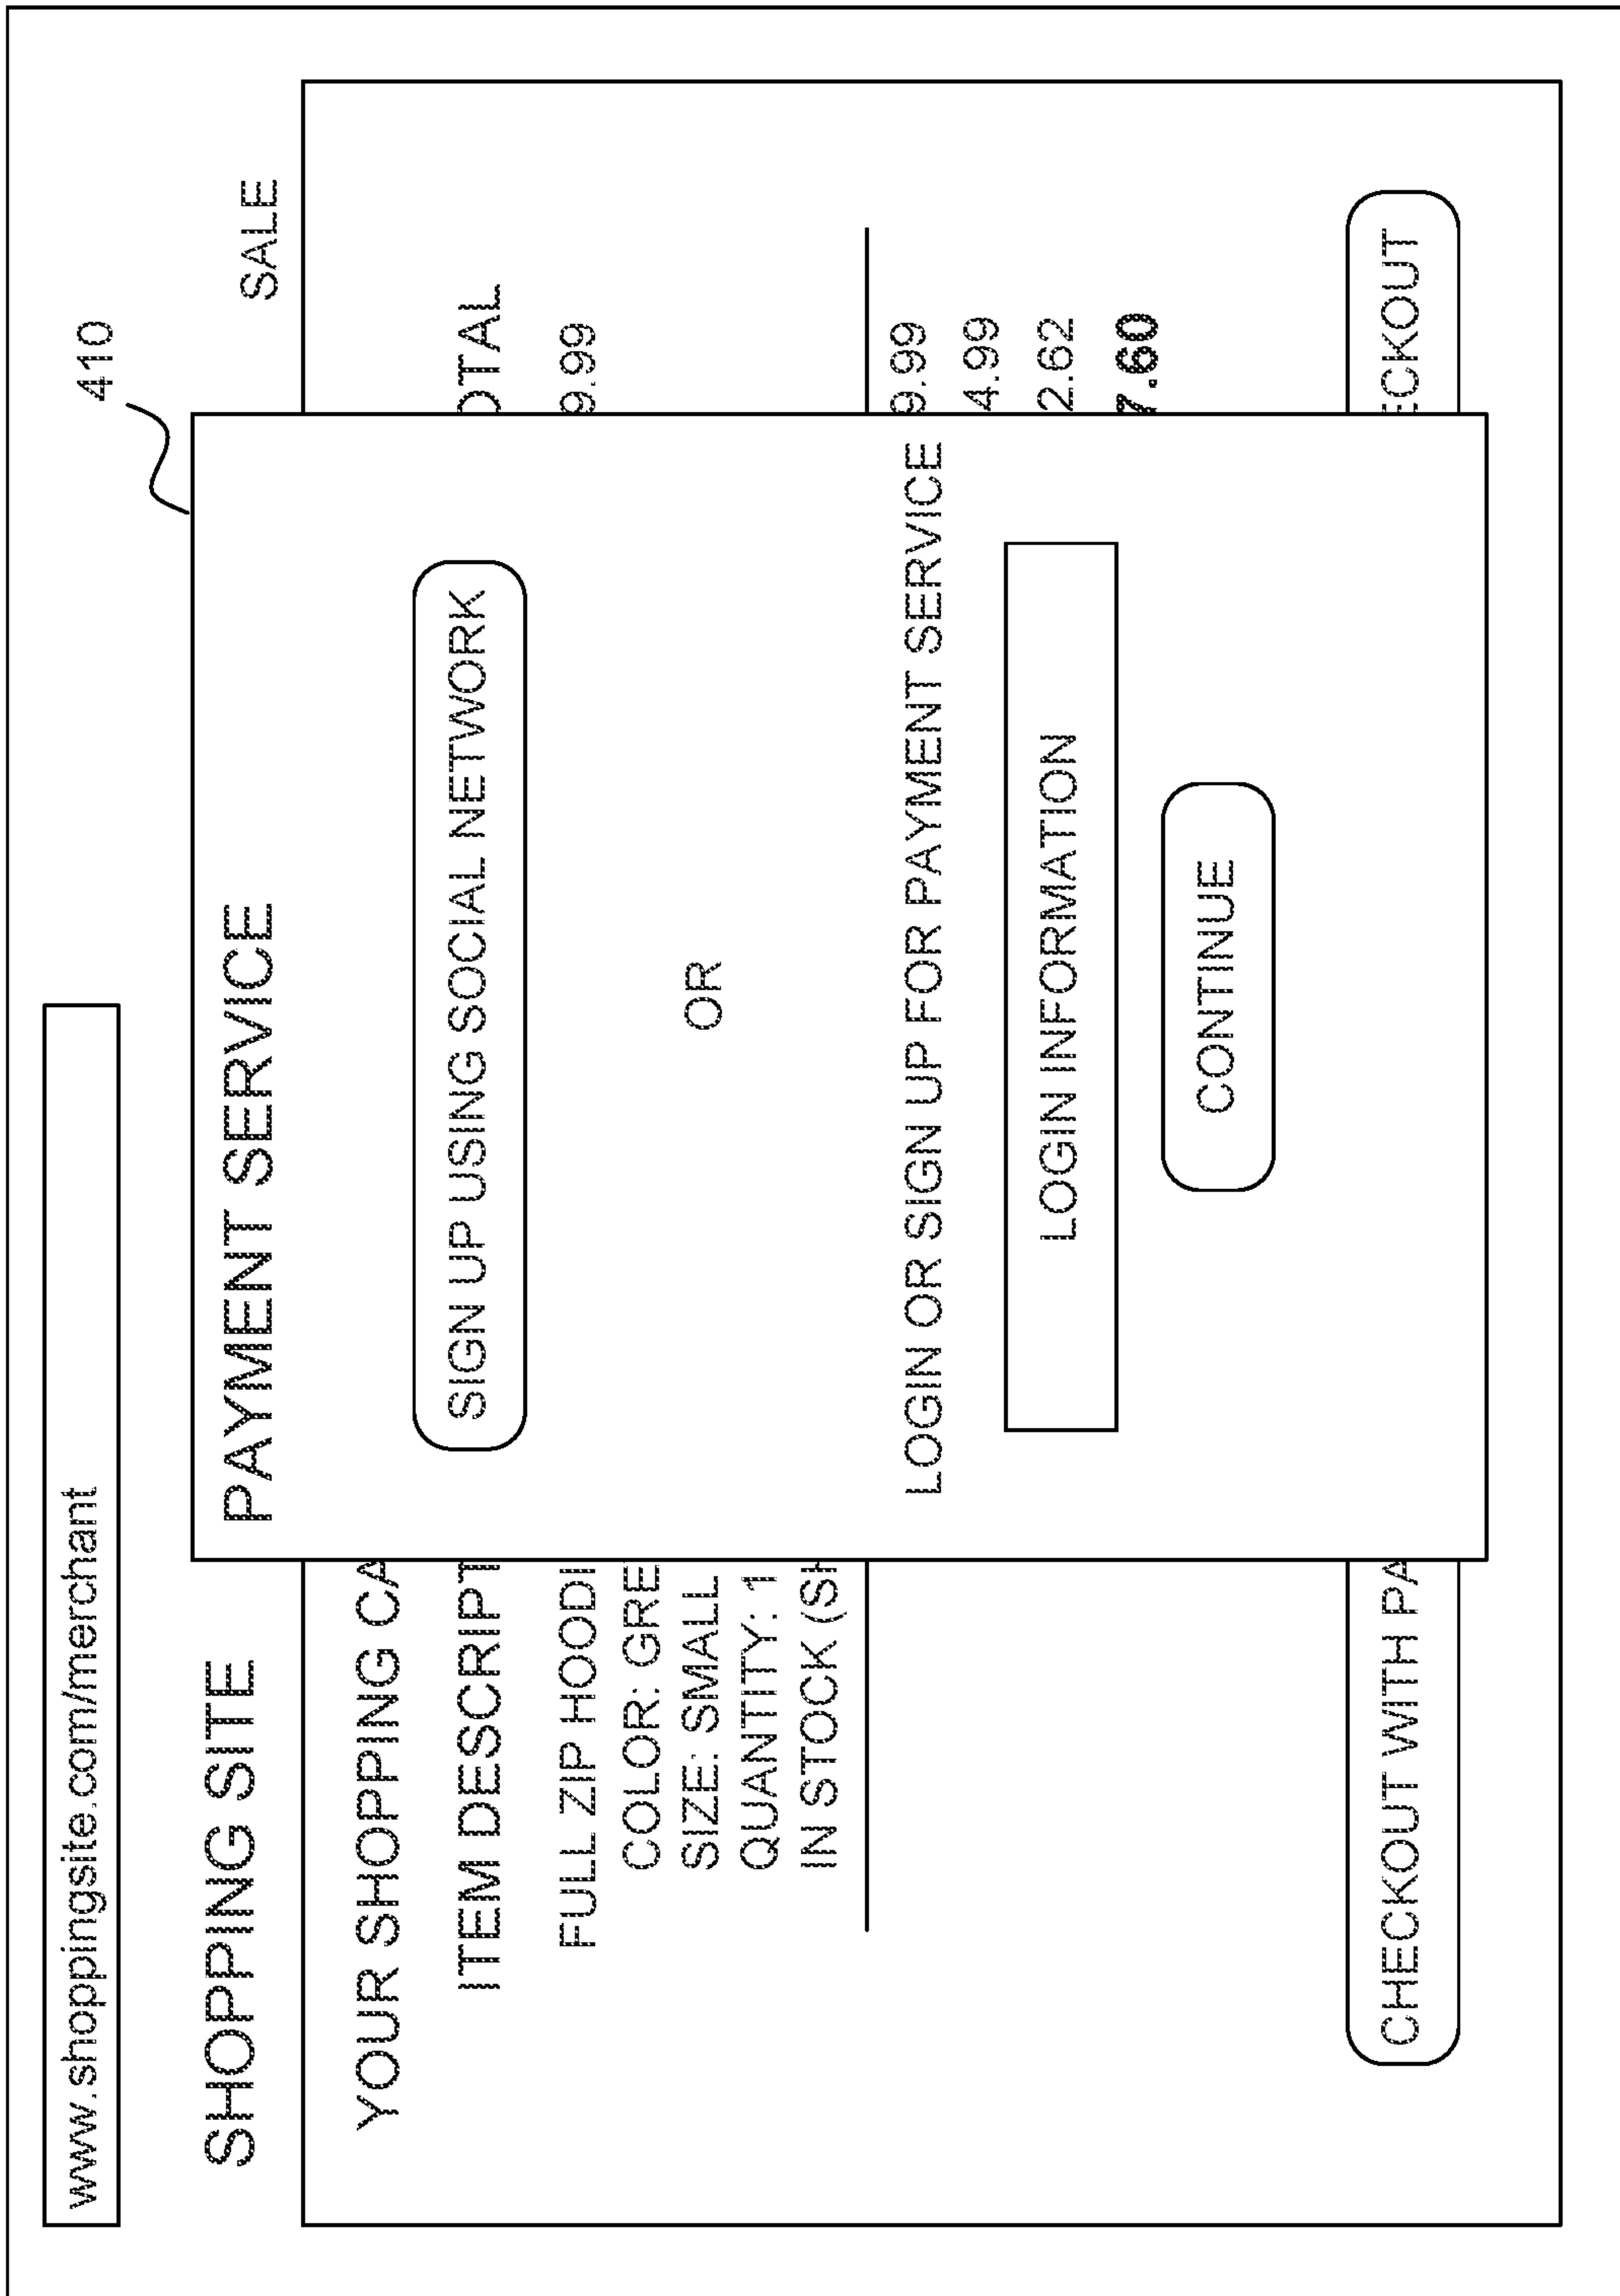 www.shoppingsite.com/merchant
410
SHOPPING SITE
SALE
PAYMENT SERVICE
YOUR SHOPPING CA
ITEM DESCRIPT
OTAL
SIGN UP USING SOCIAL NETWORK
FULL ZIP HOODI
9.99
COLOR: GRE
SIZE: SMALL
OR
QUANTITY: 1
IN STOCK (SH
LOGIN OR SIGN UP FOR PAYMENT SERVICE
9.99
4.99
LOGIN INFORMATION
2.62
7.60
CONTINUE
CHECKOUT WITH PA
ECKOUT